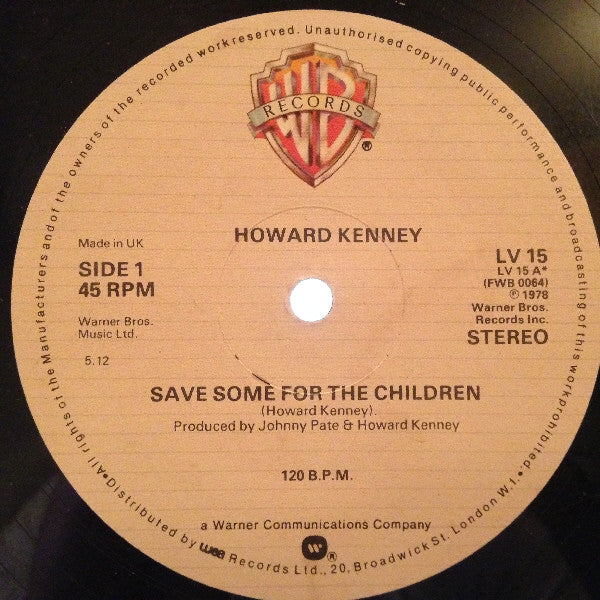 All rights of the Manufacturers and of the owners of the recorded work reserved. Unauthorised copying public performance and broadcasting of this work prohibited.
WB
RECORDS
®
HOWARD KENNEY
Made in UK
SIDE 1
45 RPM
Warner Bros.
Music Ltd.
5.12
LV 15
LV 15 A*
(FWB 0064)
℗ 1978
Warner Bros.
Records Inc.
STEREO
SAVE SOME FOR THE CHILDREN
(Howard Kenney).
Produced by Johnny Pate & Howard Kenney
120 B.P.M.
a Warner Communications Company
W ®
•Distributed by wea Records Ltd., 20, Broadwick St. London W.1.•